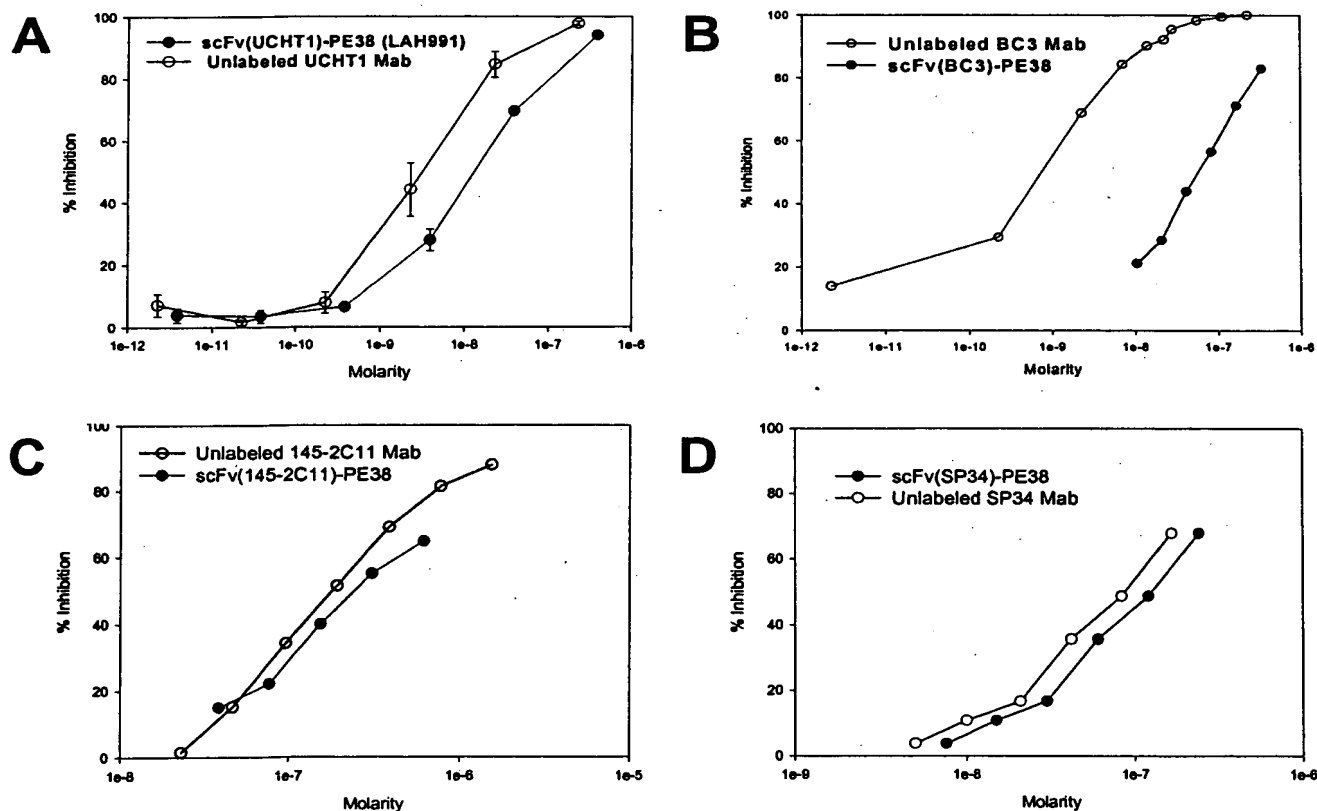 A
scFv(UCHT1)-PE38 (LAH991)
Unlabeled UCHT1 Mab
100
80
60
40
20
0
% Inhibition
1e-12 1e-11 1e-10 1e-9 1e-8 1e-7 1e-6
Molarity
B
Unlabeled BC3 Mab
scFv(BC3)-PE38
100
80
60
40
20
0
% Inhibition
1e-12 1e-11 1e-10 1e-9 1e-8 1e-7 1e-6
Molarity
C
Unlabeled 145-2C11 Mab
scFv(145-2C11)-PE38
100
80
60
40
20
0
% Inhibition
1e-8 1e-7 1e-6 1e-5
Molarity
D
scFv(SP34)-PE38
Unlabeled SP34 Mab
100
80
60
40
20
0
% Inhibition
1e-9 1e-8 1e-7 1e-6
Molarity